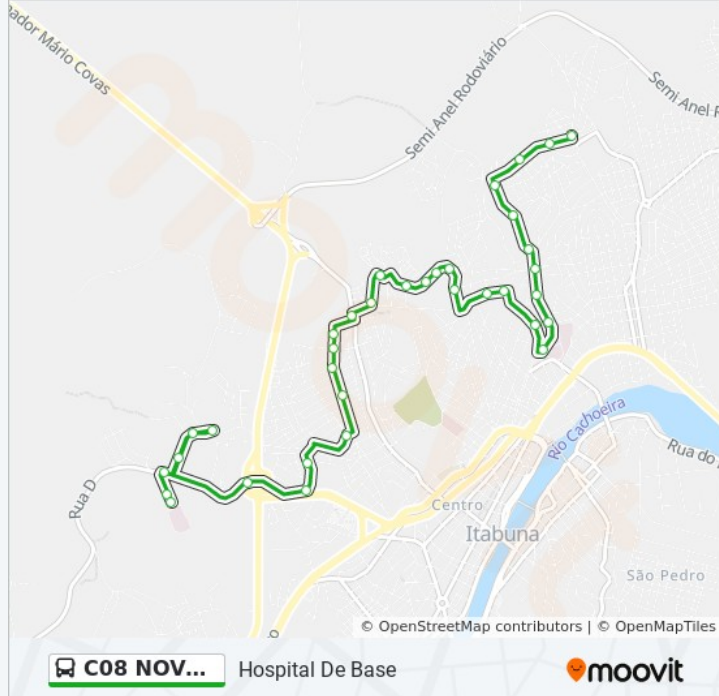 nador Mário Covas
Semi Anel Rodoviário
Semi Anel R
Rio Cachoeira
Rua do
Rua D
Centro
Itabuna
São Pedro
© OpenStreetMap contributors | © OpenMapTiles
C08 NOV...
Hospital De Base
moovit